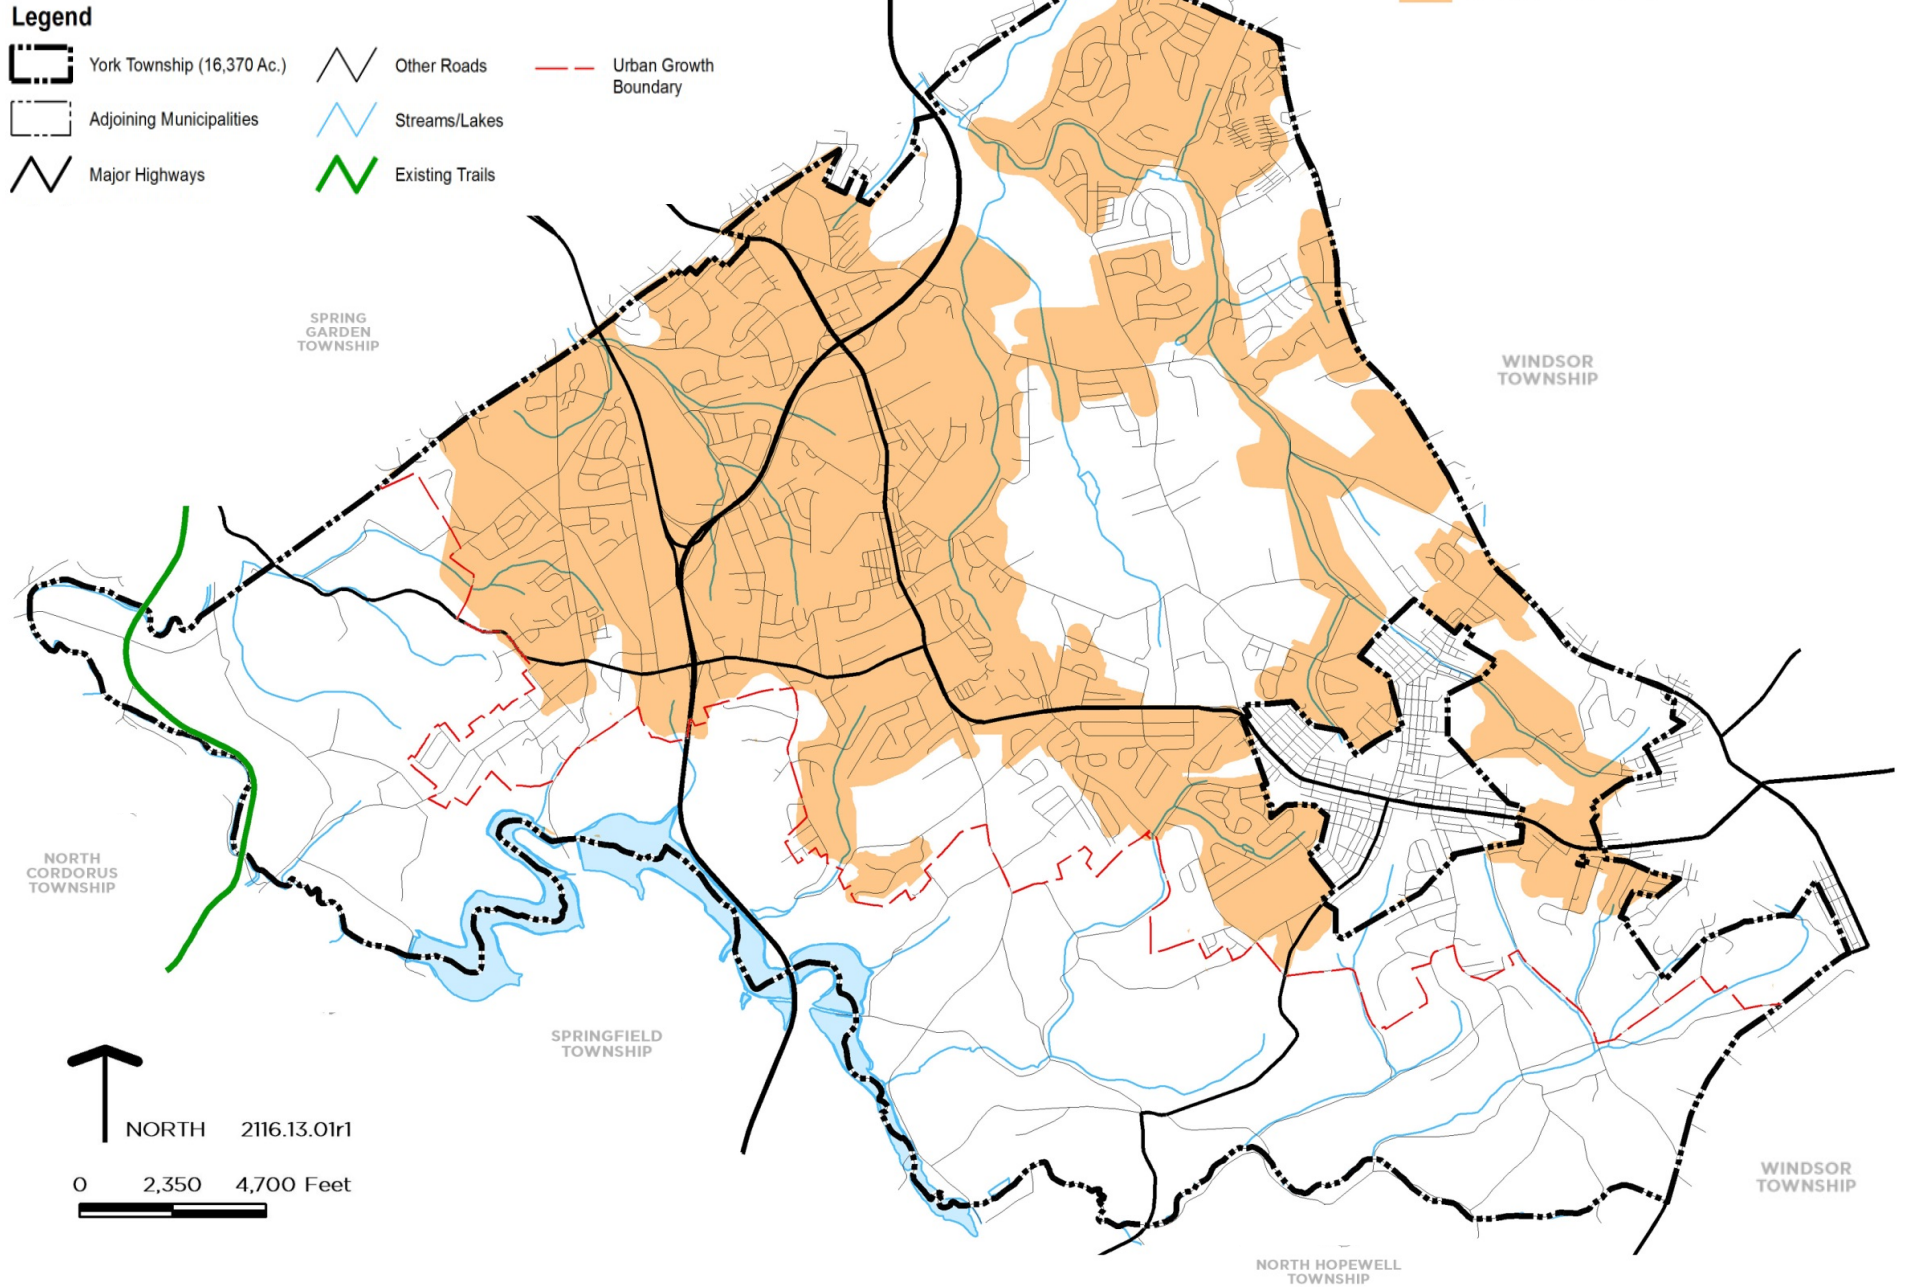 Legend
York Township (16,370 Ac.)
Other Roads
Urban Growth
Boundary
Adjoining Municipalities
Streams/Lakes
Major Highways
Existing Trails
SPRING
GARDEN
TOWNSHIP
WINDSOR
TOWNSHIP
NORTH
CORDORUS
TOWNSHIP
SPRINGFIELD
TOWNSHIP
NORTH 2116.13.01r1
0 2,350 4,700 Feet
WINDSOR
TOWNSHIP
NORTH HOPEWELL
TOWNSHIP